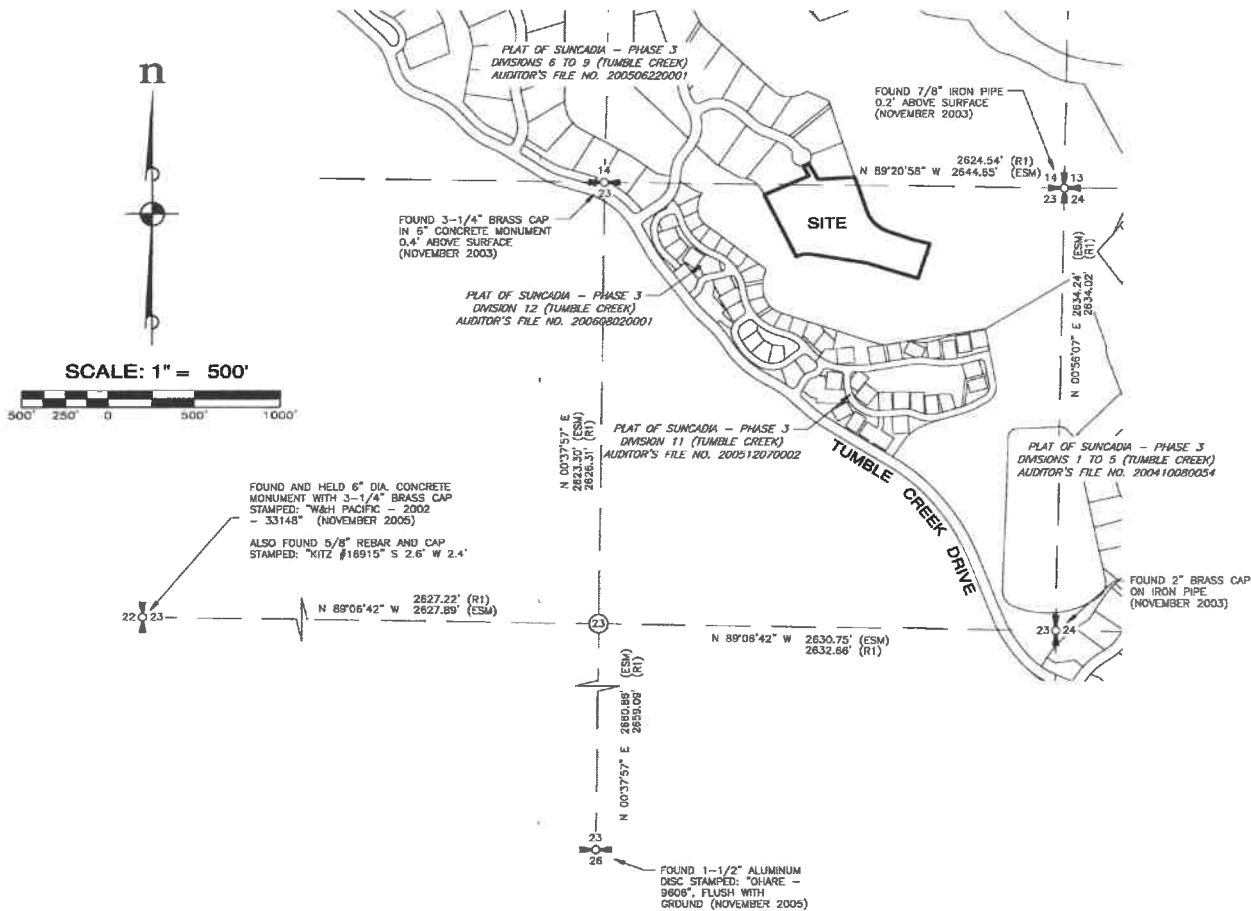 PLAT OF SUNCADIA – PHASE 3
DIVISIONS 6 TO 9 (TUMBLE CREEK)
AUDITOR'S FILE NO. 200506220001
n
FOUND 7/8" IRON PIPE
0.2' ABOVE SURFACE
(NOVEMBER 2003)
2624.54' (R1)
N 89°20'58" W 2644.65' (ESM)
14
23
14 13
23 24
SITE
FOUND 3-1/4" BRASS CAP
IN 6" CONCRETE MONUMENT
0.4' ABOVE SURFACE
(NOVEMBER 2003)
N 00°56'07" E 2634.24' (ESM)
2634.02' (R1)
PLAT OF SUNCADIA – PHASE 3
DIVISION 12 (TUMBLE CREEK)
AUDITOR'S FILE NO. 200608020001
SCALE: 1" = 500'
500' 250' 0 500' 1000'
N 00°37'57" E
2623.30' (ESM)
2626.31' (R1)
PLAT OF SUNCADIA – PHASE 3
DIVISION 11 (TUMBLE CREEK)
AUDITOR'S FILE NO. 200512070002
TUMBLE CREEK DRIVE
PLAT OF SUNCADIA – PHASE 3
DIVISIONS 1 TO 5 (TUMBLE CREEK)
AUDITOR'S FILE NO. 200410080054
FOUND AND HELD 6" DIA. CONCRETE
MONUMENT WITH 3-1/4" BRASS CAP
STAMPED: "W&H PACIFIC – 2002
– 33148" (NOVEMBER 2005)
ALSO FOUND 5/8" REBAR AND CAP
STAMPED: "KITZ #16915" S 2.6' W 2.4'
FOUND 2" BRASS CAP
ON IRON PIPE
(NOVEMBER 2003)
22 23
2627.22' (R1)
N 89°06'42" W 2627.89' (ESM)
23
N 89°06'42" W 2630.75' (ESM)
2632.66' (R1)
23 24
N 00°37'57" E 2660.86' (ESM)
2659.09' (R1)
23
26
FOUND 1-1/2" ALUMINUM
DISC STAMPED: "OHARE –
9606", FLUSH WITH
GROUND (NOVEMBER 2005)